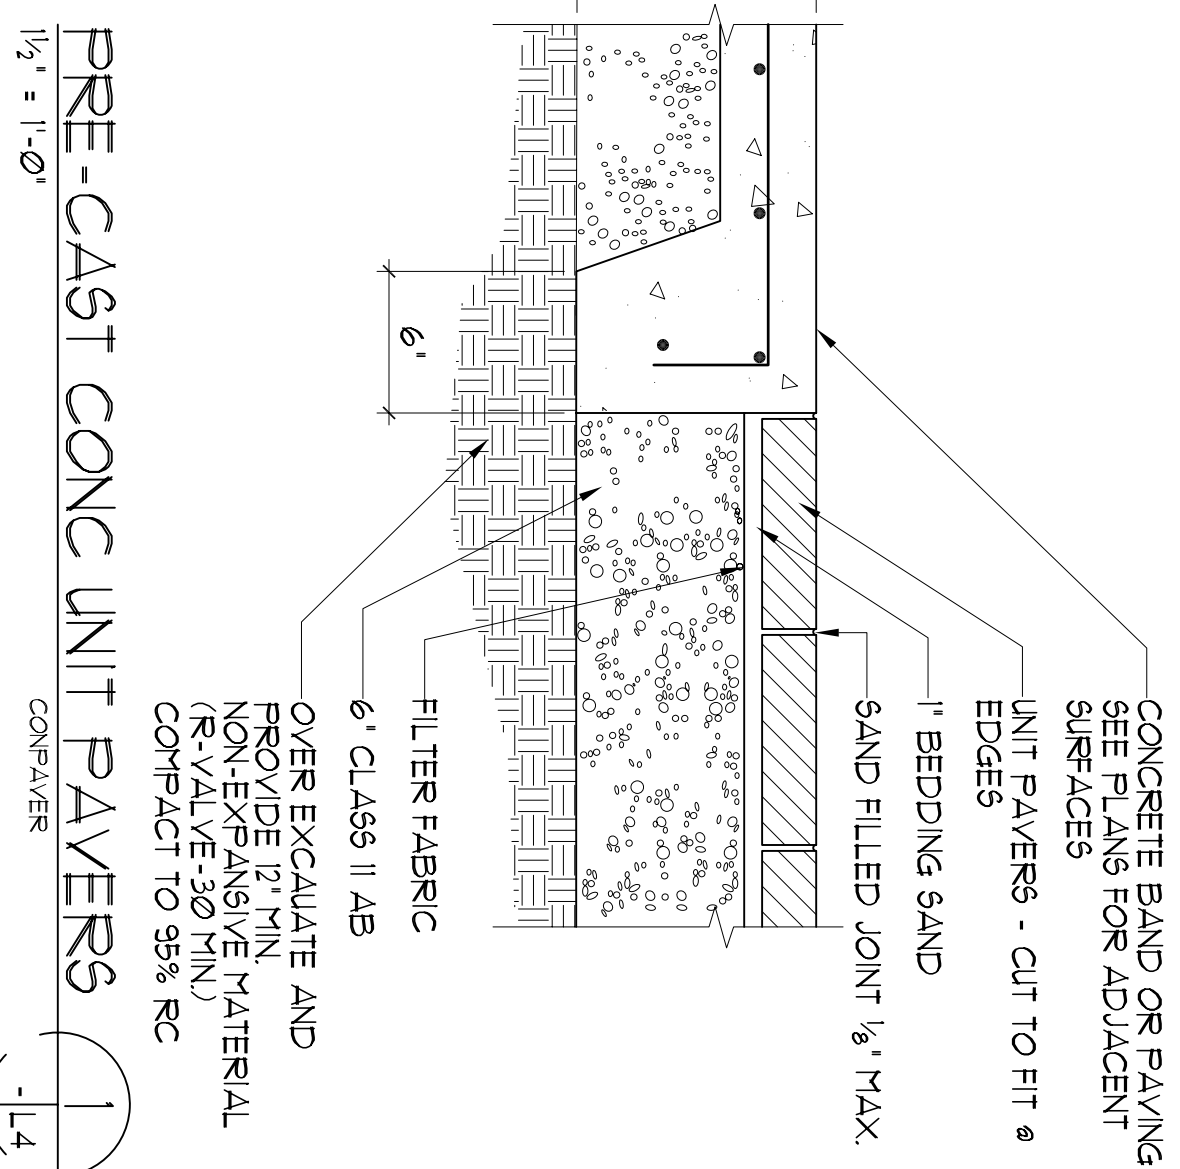 CONCRETE BAND OR PAVING
SEE PLANS FOR ADJACENT
SURFACES
UNIT PAVERS - CUT TO FIT @
EDGES
1" BEDDING SAND
SAND FILLED JOINT 1/8" MAX.
FILTER FABRIC
6" CLASS 11 AB
OVER EXCAUATE AND
PROVIDE 12" MIN.
NON-EXPANSIVE MATERIAL
(R-VALVE-30 MIN.)
COMPACT TO 95% RC
6"
PRE-CAST CONC UNIT PAVERS
1 1/2" = 1'-0"
CONPAVER
1
- L4